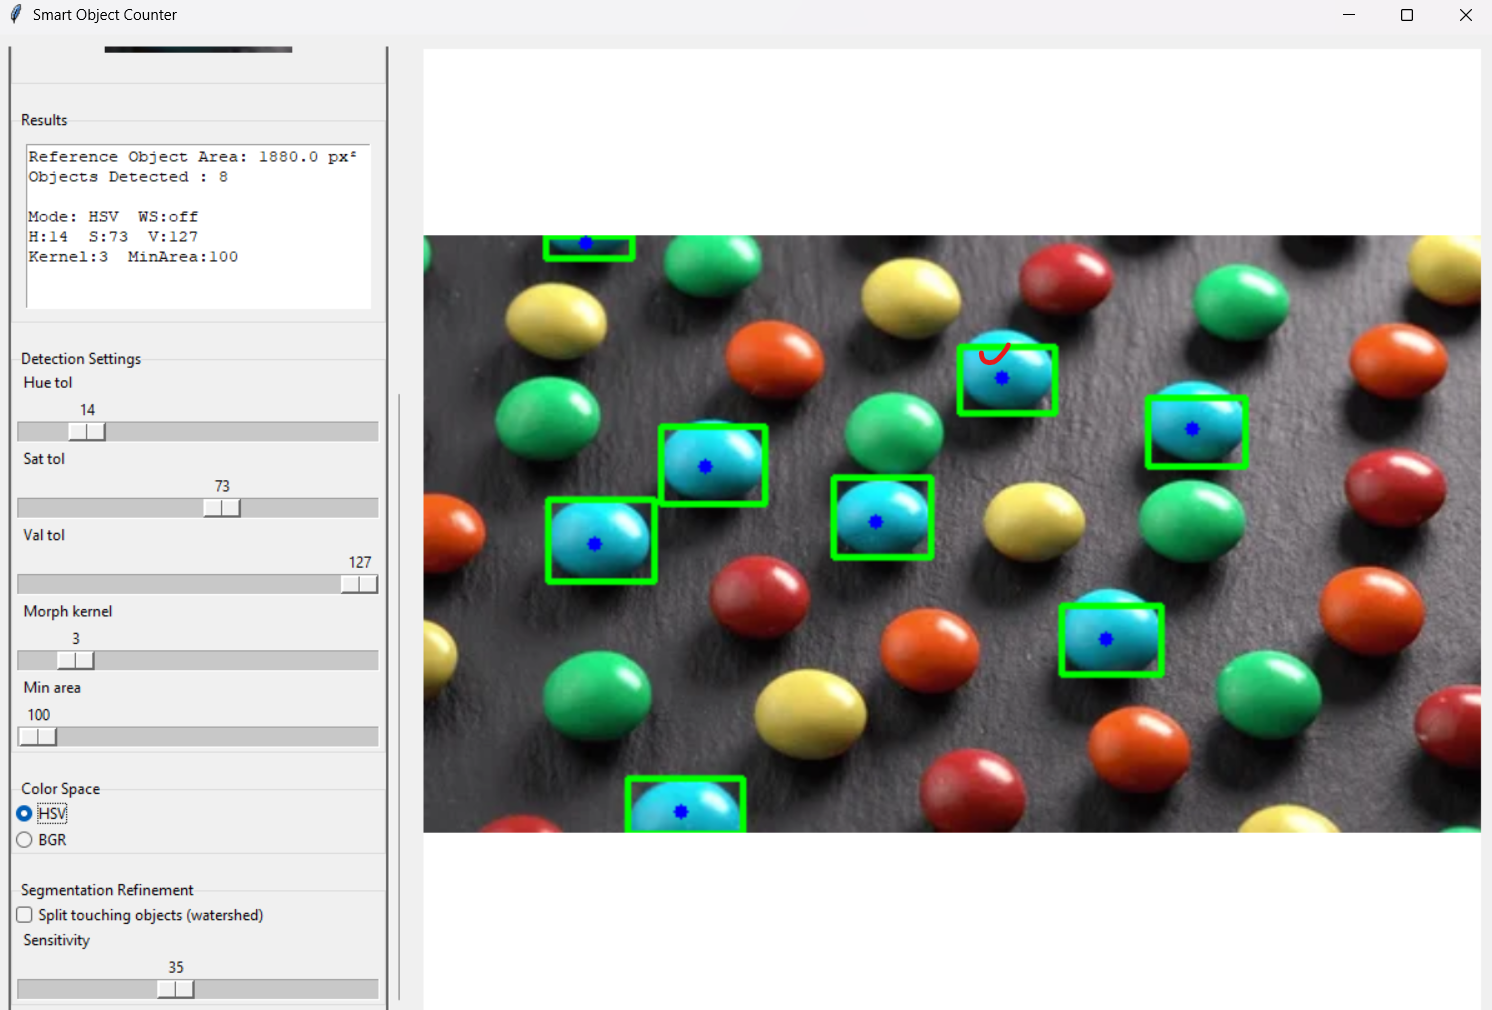 Smart Object Counter
Results
Reference Object Area: 1880.0 px²
Objects Detected : 8
Mode: HSV  WS:off
H:14  S:73  V:127
Kernel:3  MinArea:100
Detection Settings
Hue tol
14
Sat tol
73
Val tol
127
Morph kernel
3
Min area
100
Color Space
HSV
BGR
Segmentation Refinement
Split touching objects (watershed)
Sensitivity
35